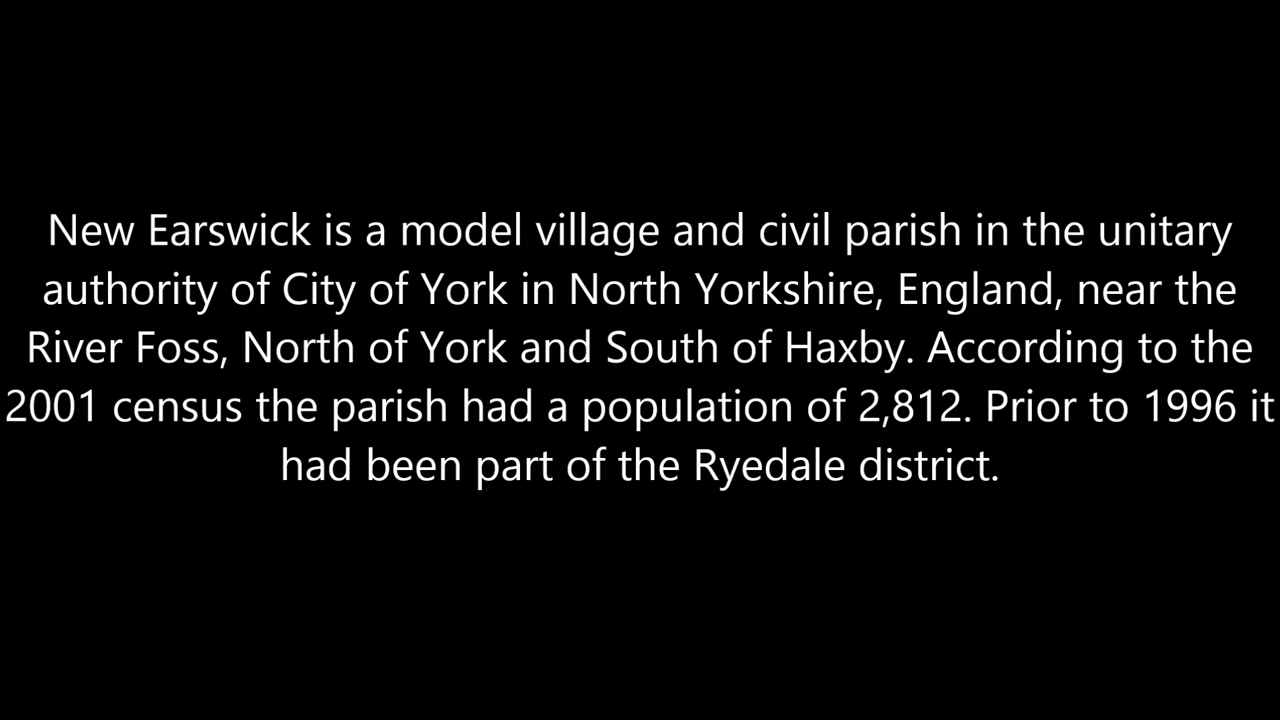 New Earswick is a model village and civil parish in the unitary
authority of City of York in North Yorkshire, England, near the
River Foss, North of York and South of Haxby. According to the
2001 census the parish had a population of 2,812. Prior to 1996 it
had been part of the Ryedale district.